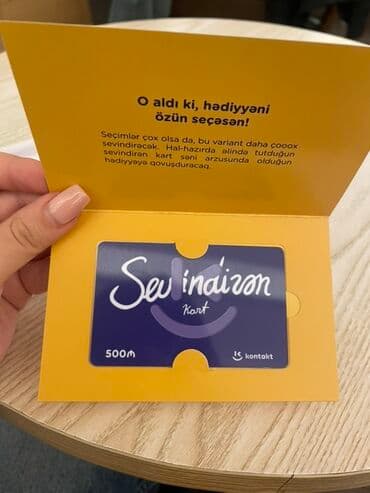 O aldı ki, hədiyyəni
özün seçəsən!
Seçimlər çox olsa da, bu variant daha çooox
sevindirəcək. Hal-hazırda əlində tutduğun
sevindirən kart səni arzusunda olduğun
hədiyyəyə qovuşduracaq.
Sevindirən
kart
500₼
kontakt